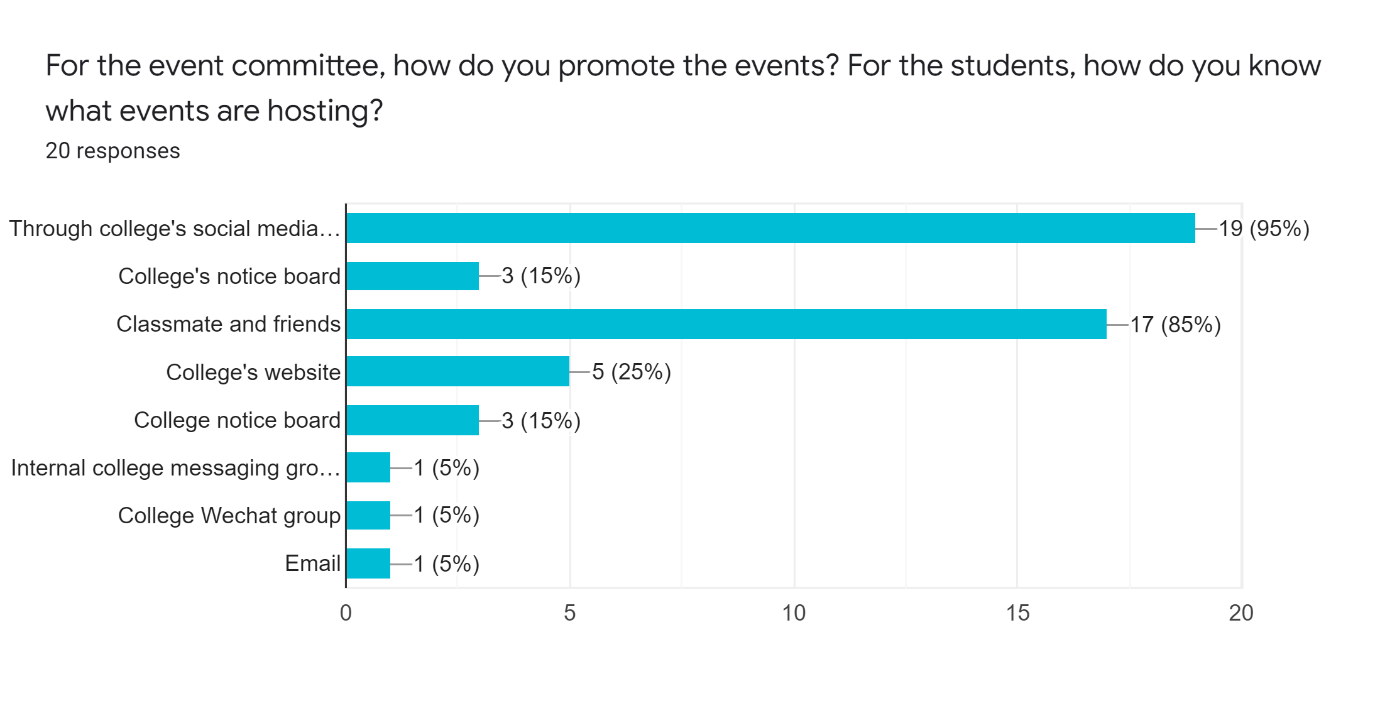 For the event committee, how do you promote the events? For the students, how do you know
what events are hosting?
20 responses
Through college's social media… 19 (95%)
College's notice board 3 (15%)
Classmate and friends 17 (85%)
College's website 5 (25%)
College notice board 3 (15%)
Internal college messaging gro… 1 (5%)
College Wechat group 1 (5%)
Email 1 (5%)
0 5 10 15 20